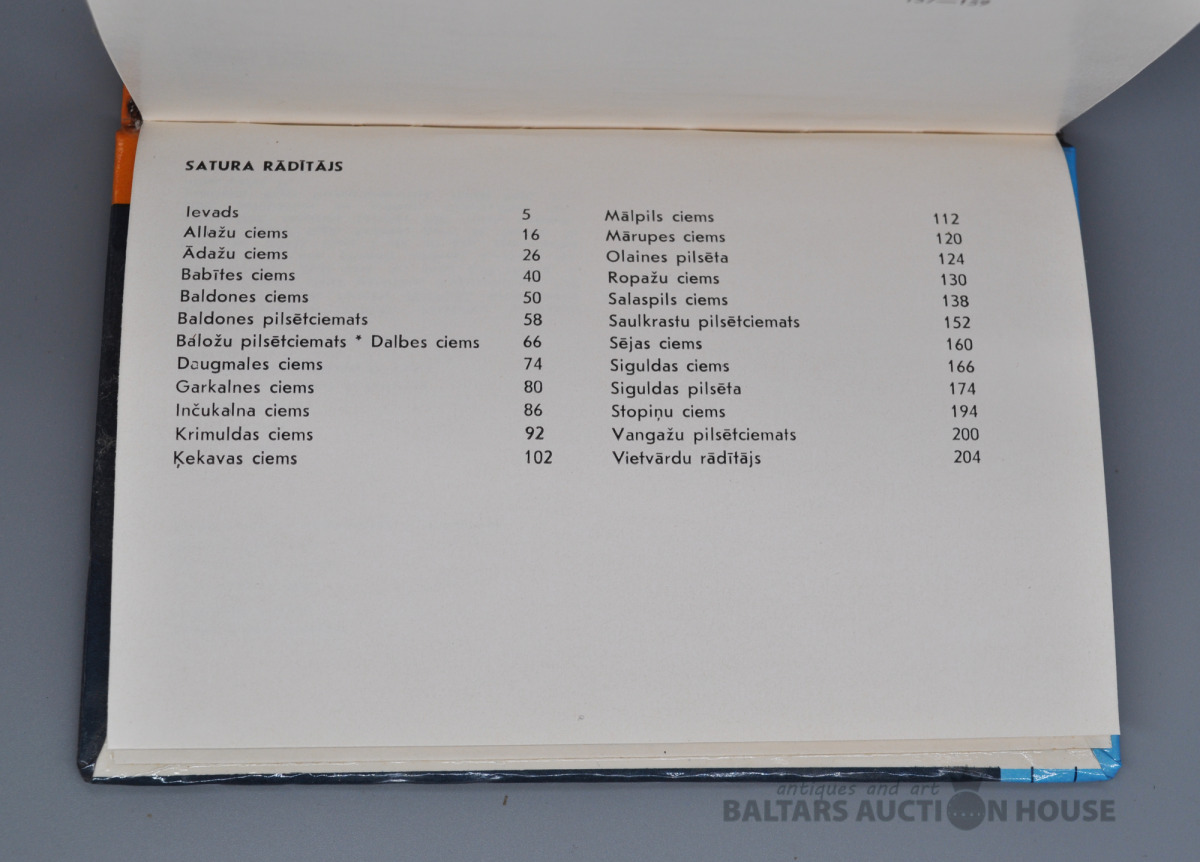 SATURA RĀDĪTĀJS
Ievads 5
Allažu ciems 16
Ādažu ciems 26
Babītes ciems 40
Baldones ciems 50
Baldones pilsētciemats 58
Baložu pilsētciemats * Dalbes ciems 66
Daugmales ciems 74
Garkalnes ciems 80
Inčukalna ciems 86
Krimuldas ciems 92
Ķekavas ciems 102
Mālpils ciems 112
Mārupes ciems 120
Olaines pilsēta 124
Ropažu ciems 130
Salaspils ciems 138
Saulkrastu pilsētciemats 152
Sējas ciems 160
Siguldas ciems 166
Siguldas pilsēta 174
Stopiņu ciems 194
Vangažu pilsētciemats 200
Vietvārdu rādītājs 204
antiques and art
BALTARS AUCTION HOUSE